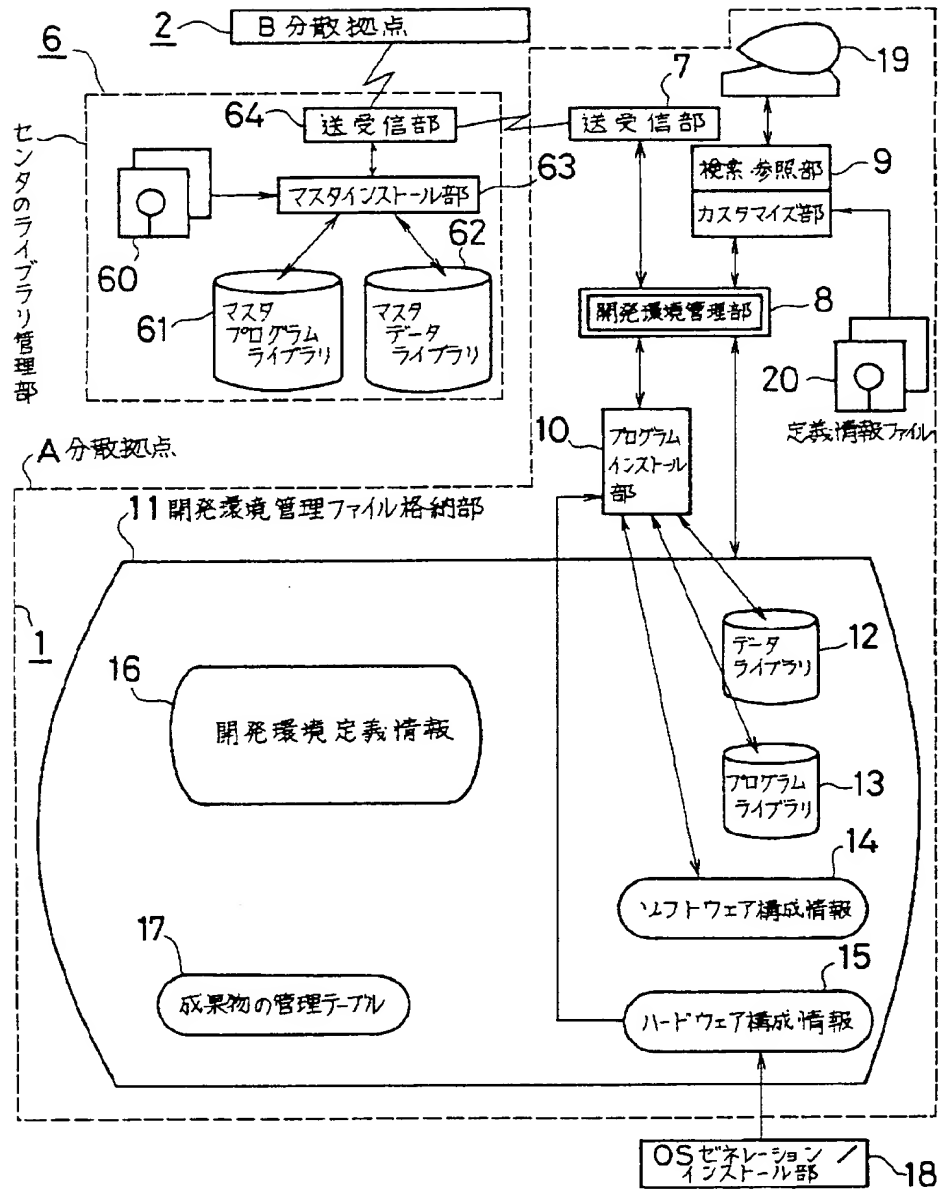 2
B分散拠点
6
センタのライブラリ管理部
64
送受信部
7
送受信部
19
63
マスタインストール部
60
9
検索・参照部
カスタマイズ部
61
マスタ
プログラム
ライブラリ
62
マスタ
データ
ライブラリ
開発環境管理部
8
20
定義情報ファイル
10
プログラム
インストール
部
A分散拠点
11開発環境管理ファイル格納部
1
16
開発環境定義情報
データ
ライブラリ
12
プログラム
ライブラリ
13
14
ソフトウェア構成情報
17
成果物の管理テーブル
15
ハードウェア構成情報
OSゼネレーション/
インストール部
18